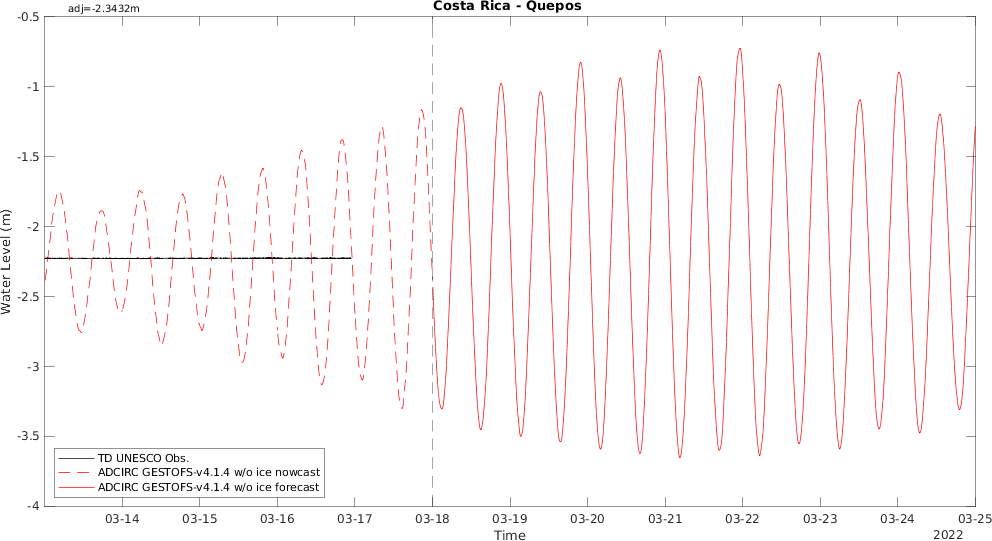 adj=-2.3432m
Costa Rica - Quepos
-0.5
-1
-1.5
-2
-2.5
-3
-3.5
-4
Water Level (m)
TD UNESCO Obs.
ADCIRC GESTOFS-v4.1.4 w/o ice nowcast
ADCIRC GESTOFS-v4.1.4 w/o ice forecast
03-14 03-15 03-16 03-17 03-18 03-19 03-20 03-21 03-22 03-23 03-24 03-25
Time
2022